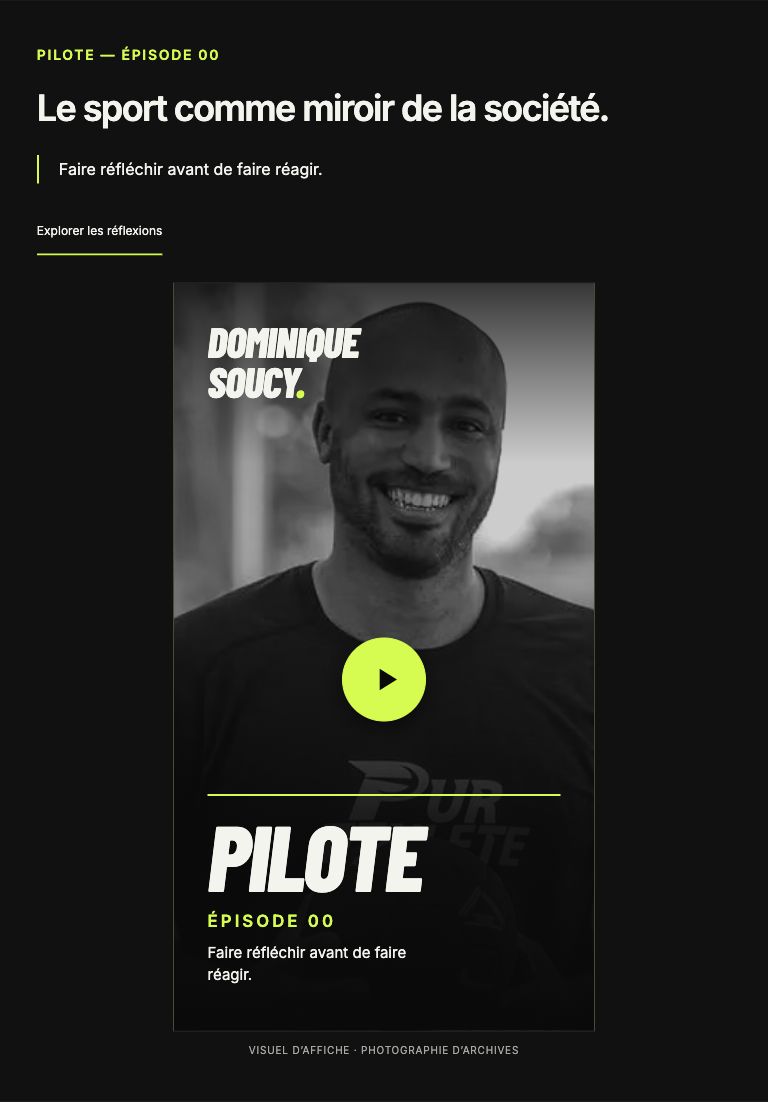 PILOTE — ÉPISODE 00
Le sport comme miroir de la société.
Faire réfléchir avant de faire réagir.
Explorer les réflexions
DOMINIQUE
SOUCY.
PUR
PILOTE
ÉPISODE 00
Faire réfléchir avant de faire
réagir.
VISUEL D’AFFICHE · PHOTOGRAPHIE D’ARCHIVES